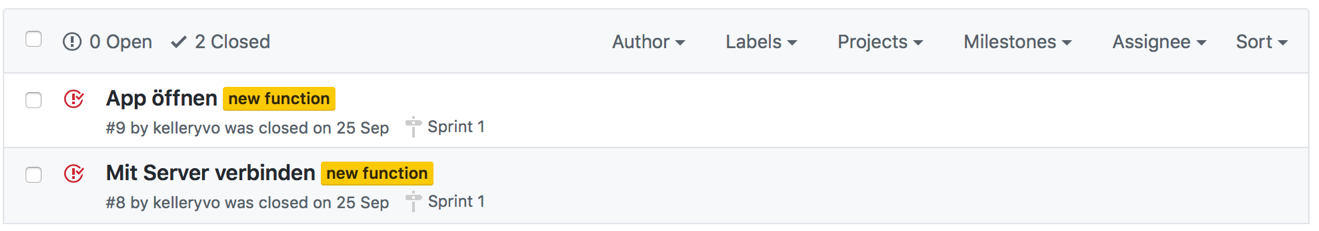 0 Open 2 Closed Author Labels Projects Milestones Assignee Sort
App öffnen new function
#9 by kelleryvo was closed on 25 Sep Sprint 1
Mit Server verbinden new function
#8 by kelleryvo was closed on 25 Sep Sprint 1